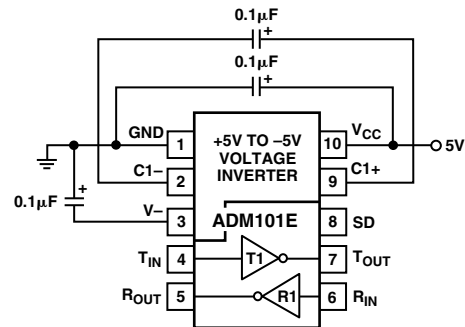 0.1µF
+
0.1µF
+
GND
1
+5V TO –5V
VOLTAGE
INVERTER
10
VCC
5V
C1–
2
9
C1+
0.1µF
+
V–
3
ADM101E
8
SD
TIN
4
T1
7
TOUT
ROUT
5
R1
6
RIN